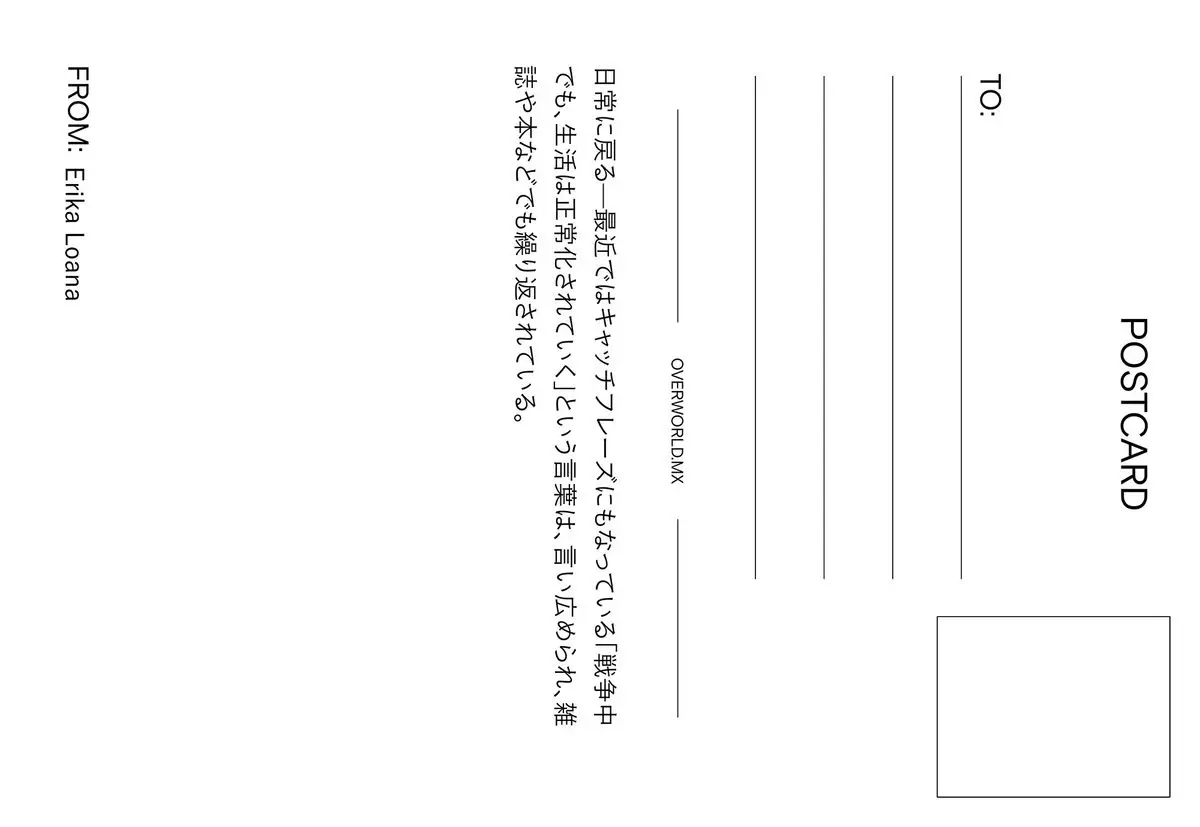 POSTCARD
TO:
OVERWORLD.MX
日常に戻る—最近ではキャッチフレーズにもなっている「戦争中
でも、生活は正常化されていく」という言葉は、言い広められ、雑
誌や本などでも繰り返されている。
FROM: Erika Loana